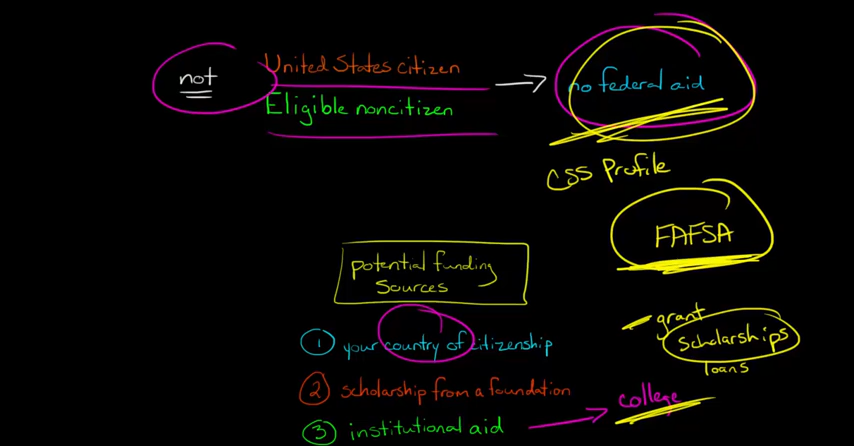 not
United States citizen
Eligible noncitizen
no federal aid
CSS Profile
FAFSA
potential funding
sources
grant
scholarships
loans
1 your country of citizenship
2 scholarship from a foundation
college
3 institutional aid